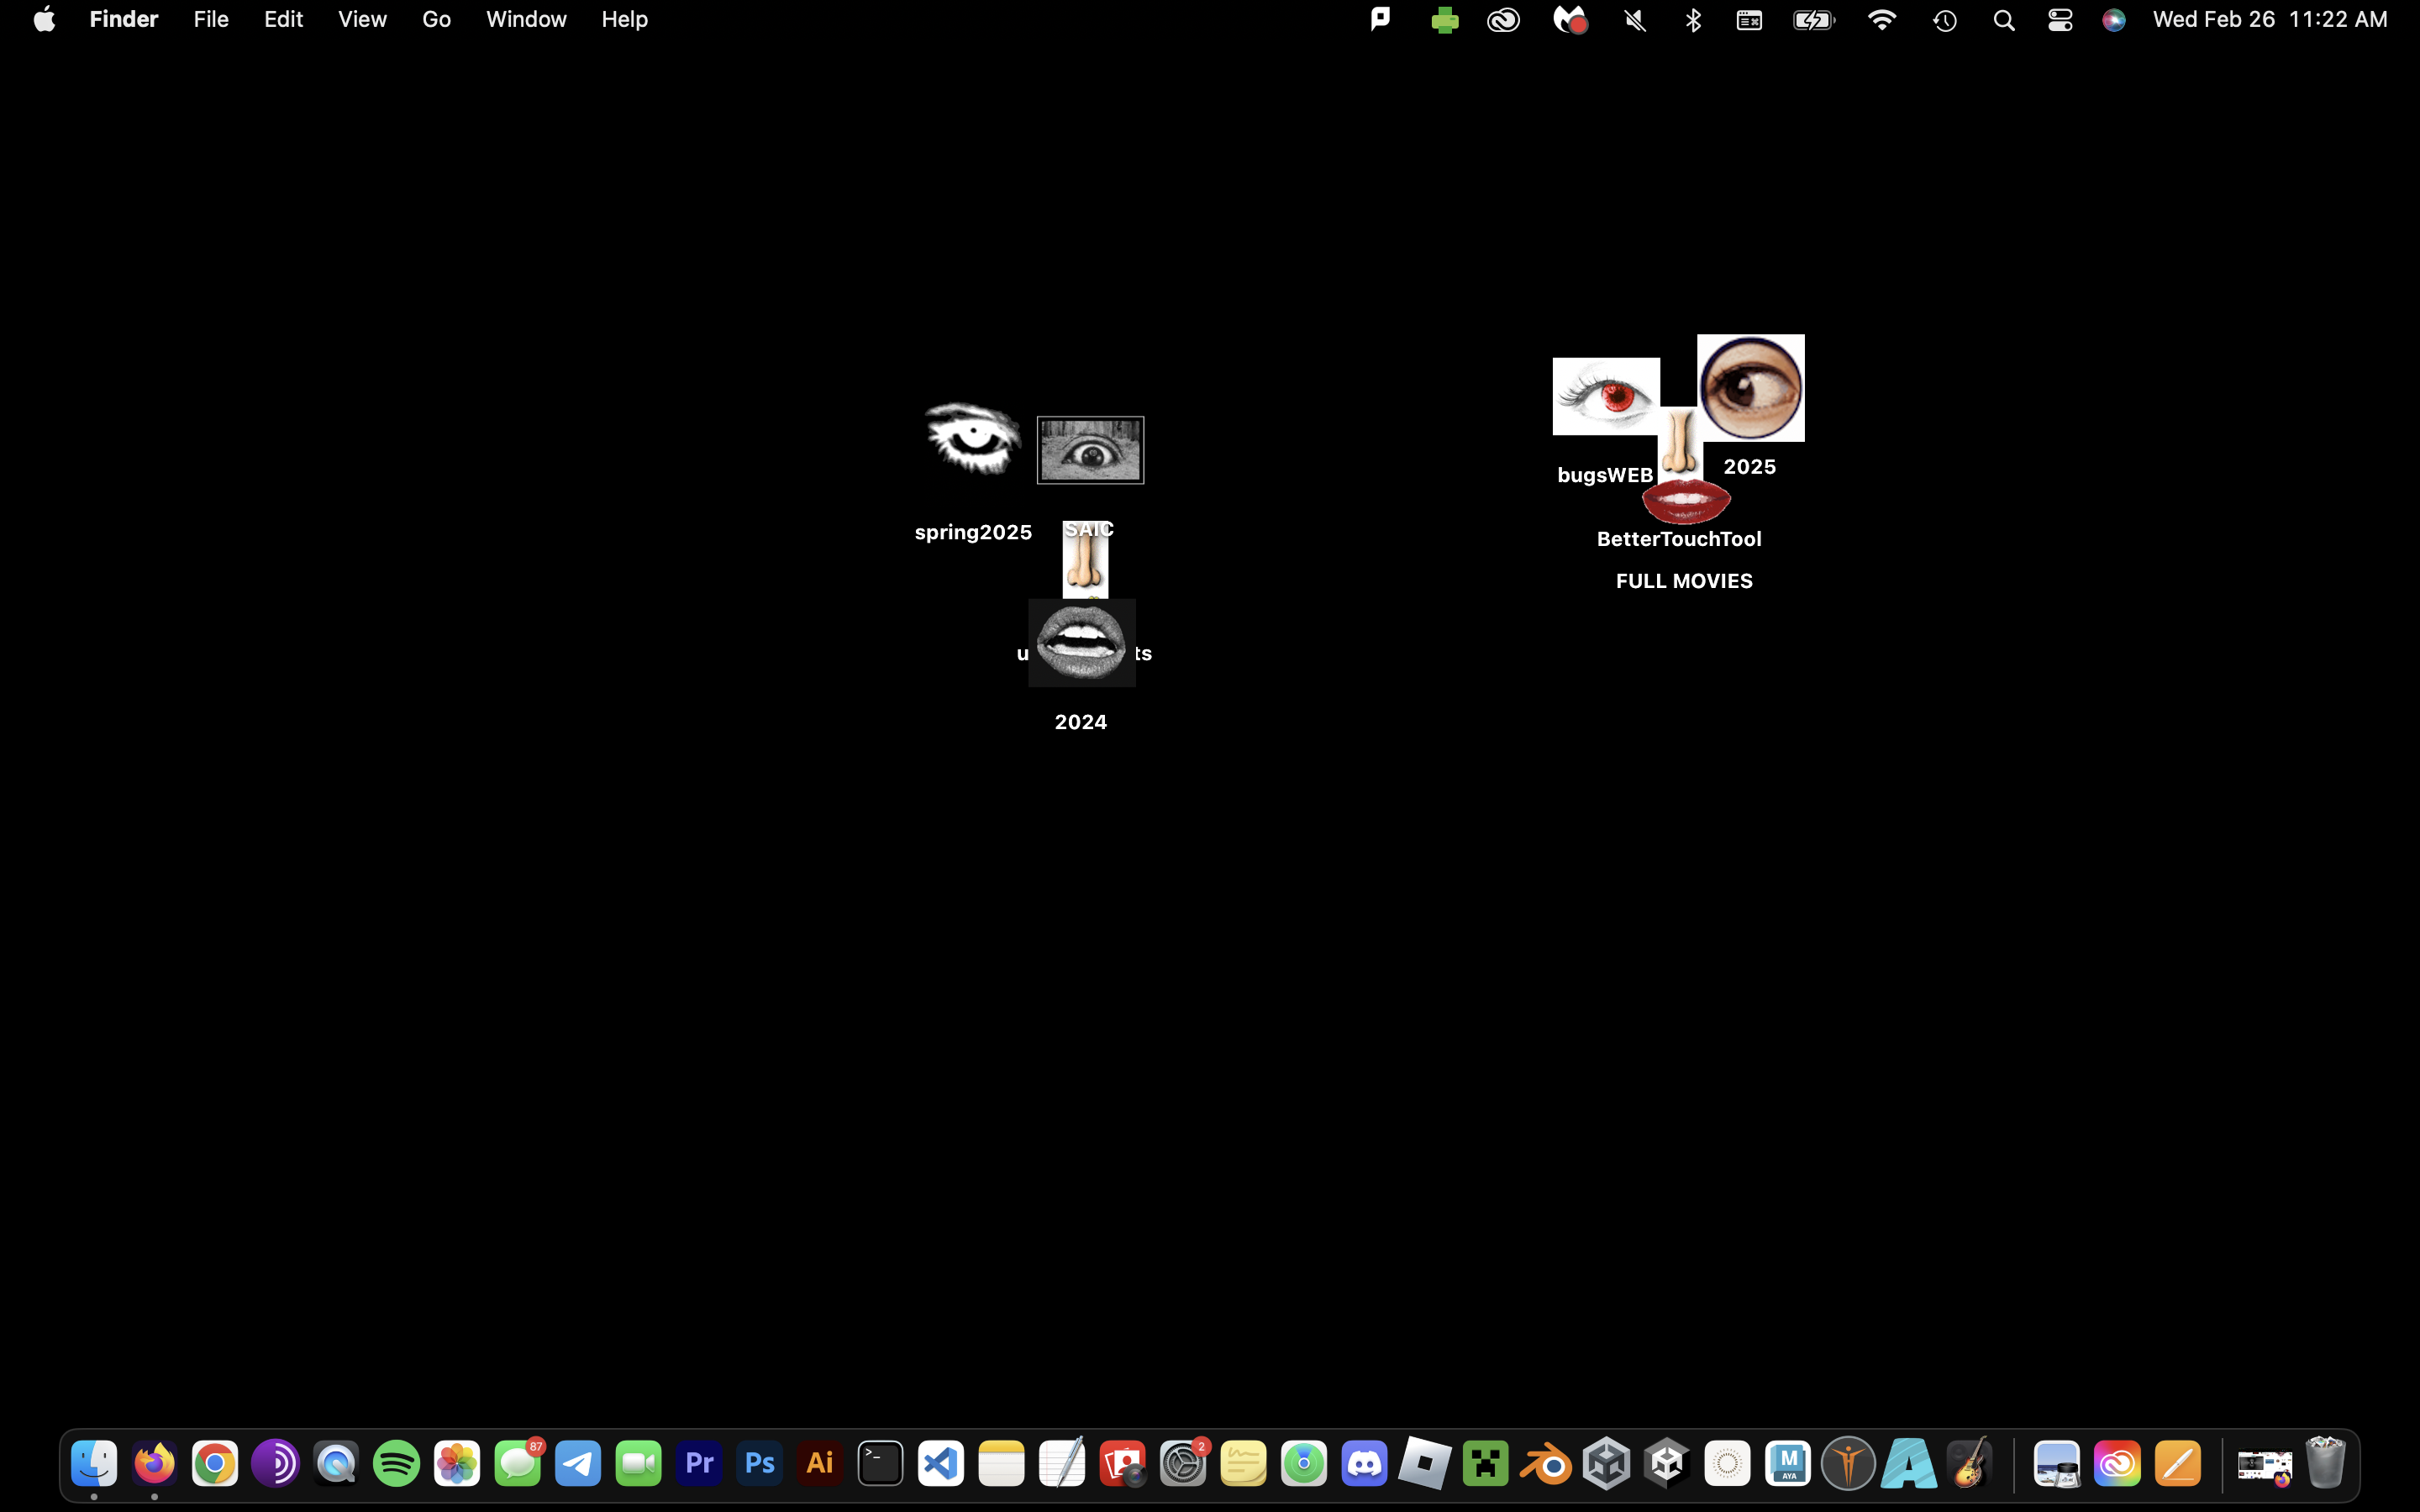 Finder File Edit View Go Window Help Wed Feb 26 11:22 AM
bugsWEB 2025
spring2025 SAIC
BetterTouchTool
FULL MOVIES
u ts
2024
87 Pr Ps Ai >_ 2 M
AYA